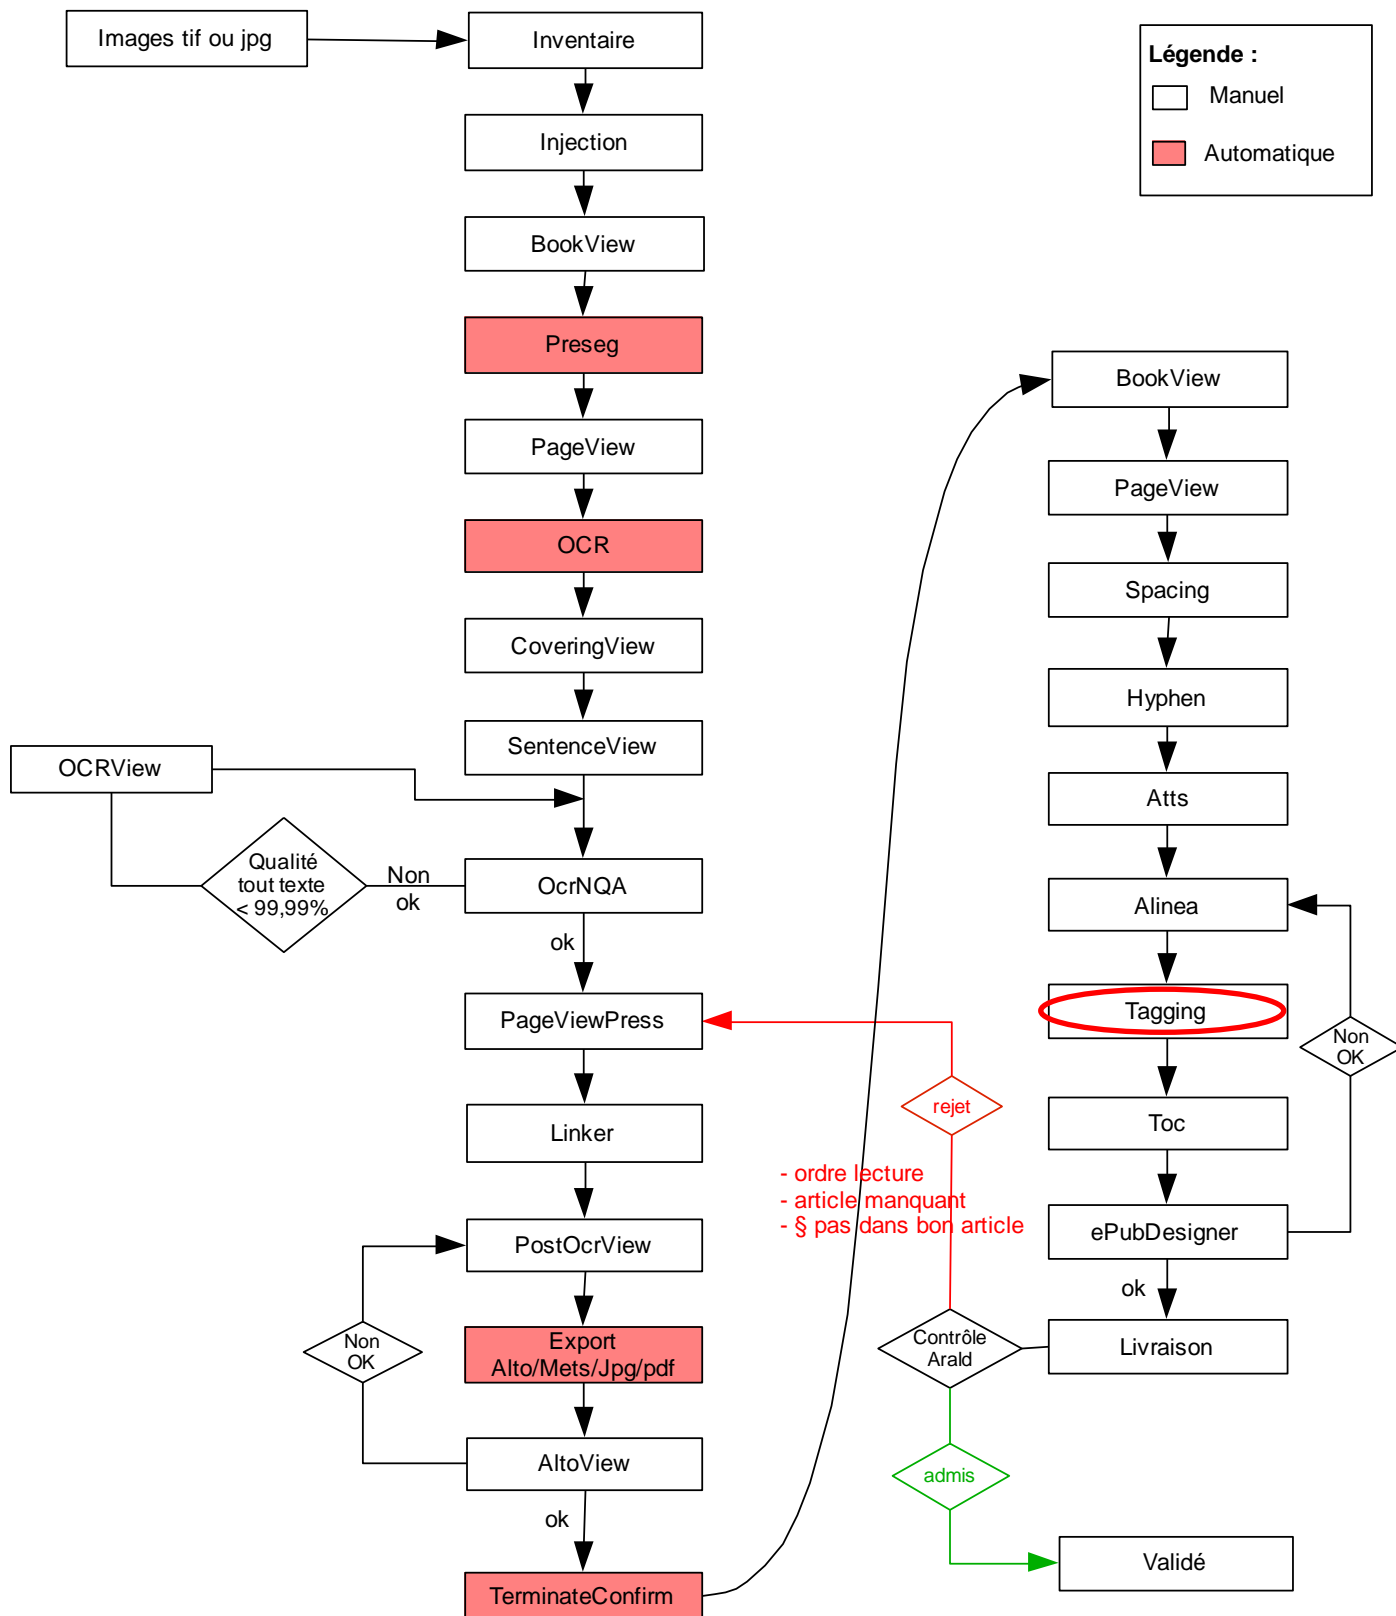 Images tif ou jpg
Inventaire
Légende :
Manuel
Automatique
Injection
BookView
Preseg
PageView
OCR
CoveringView
SentenceView
OCRView
Qualité
tout texte
< 99,99%
Non
ok
OcrNQA
ok
PageViewPress
Linker
PostOcrView
Non
OK
Export
Alto/Mets/Jpg/pdf
AltoView
ok
TerminateConfirm
BookView
PageView
Spacing
Hyphen
Atts
Alinea
Tagging
Non
OK
Toc
ePubDesigner
ok
Livraison
Contrôle
Arald
rejet
- ordre lecture
- article manquant
- § pas dans bon article
admis
Validé